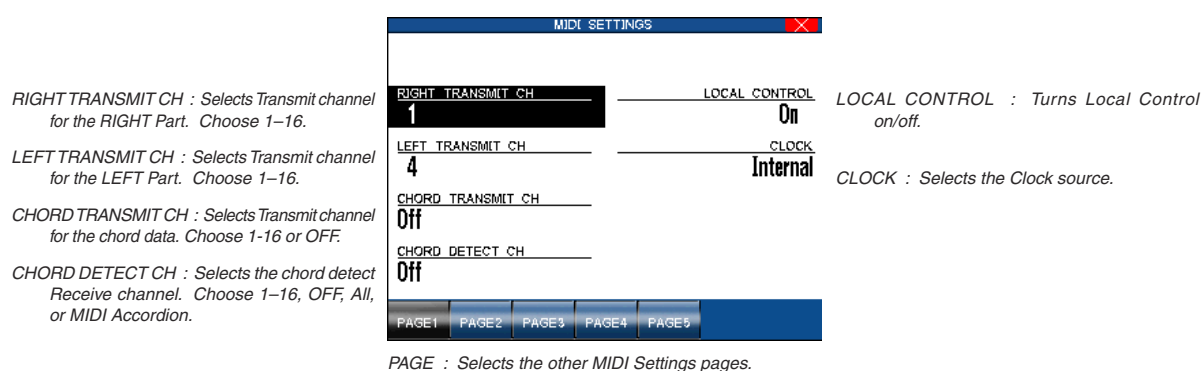 MIDI SETTINGS
RIGHT TRANSMIT CH : Selects Transmit channel
for the RIGHT Part. Choose 1–16.
LEFT TRANSMIT CH : Selects Transmit channel
for the LEFT Part. Choose 1–16.
CHORD TRANSMIT CH : Selects Transmit channel
for the chord data. Choose 1-16 or OFF.
CHORD DETECT CH : Selects the chord detect
Receive channel. Choose 1–16, OFF, All,
or MIDI Accordion.
RIGHT TRANSMIT CH
1
LEFT TRANSMIT CH
4
CHORD TRANSMIT CH
Off
CHORD DETECT CH
Off
LOCAL CONTROL
On
CLOCK
Internal
PAGE1 PAGE2 PAGE3 PAGE4 PAGE5
LOCAL CONTROL : Turns Local Control
on/off.
CLOCK : Selects the Clock source.
PAGE : Selects the other MIDI Settings pages.